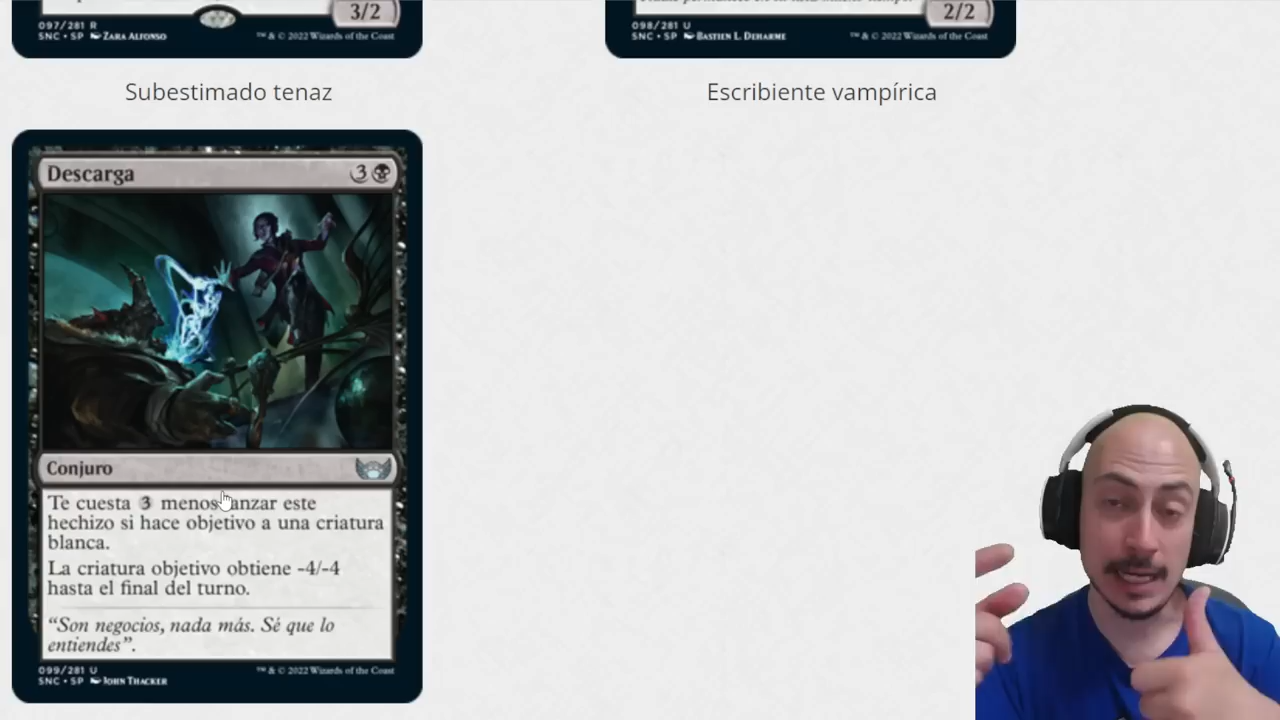 3/2
097/281 R
SNC • SP ZARA ALFONSO
™ & © 2022 Wizards of the Coast
2/2
098/281 U
SNC • SP BASTIEN L. DEHARME
™ & © 2022 Wizards of the Coast
Subestimado tenaz
Escribiente vampírica
Descarga
3
Conjuro
Te cuesta 3 menos lanzar este
hechizo si hace objetivo a una criatura
blanca.
La criatura objetivo obtiene -4/-4
hasta el final del turno.
“Son negocios, nada más. Sé que lo
entiendes”.
099/281 U
SNC • SP JOHN THACKER
™ & © 2022 Wizards of the Coast